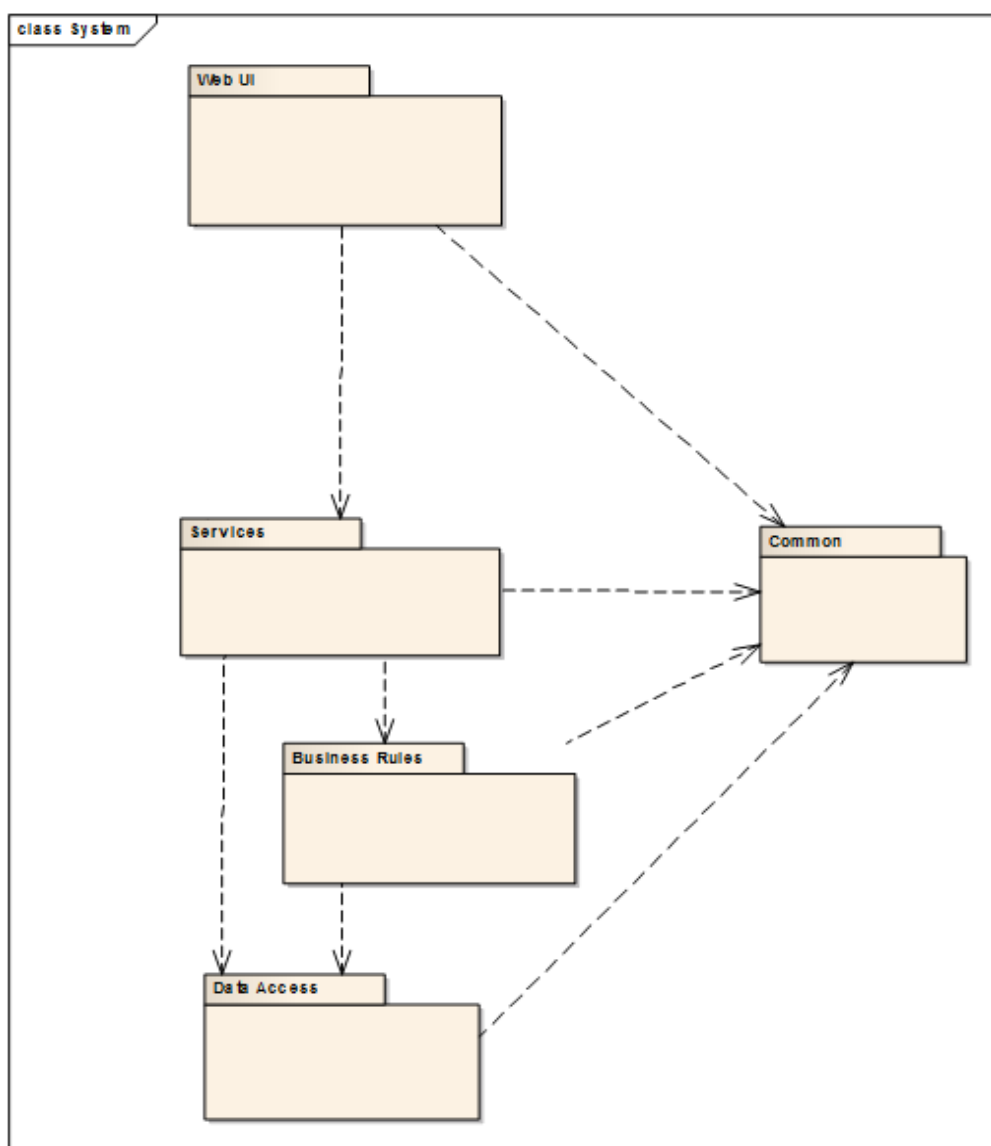 class System
Web UI
Services
Common
Business Rules
Data Access